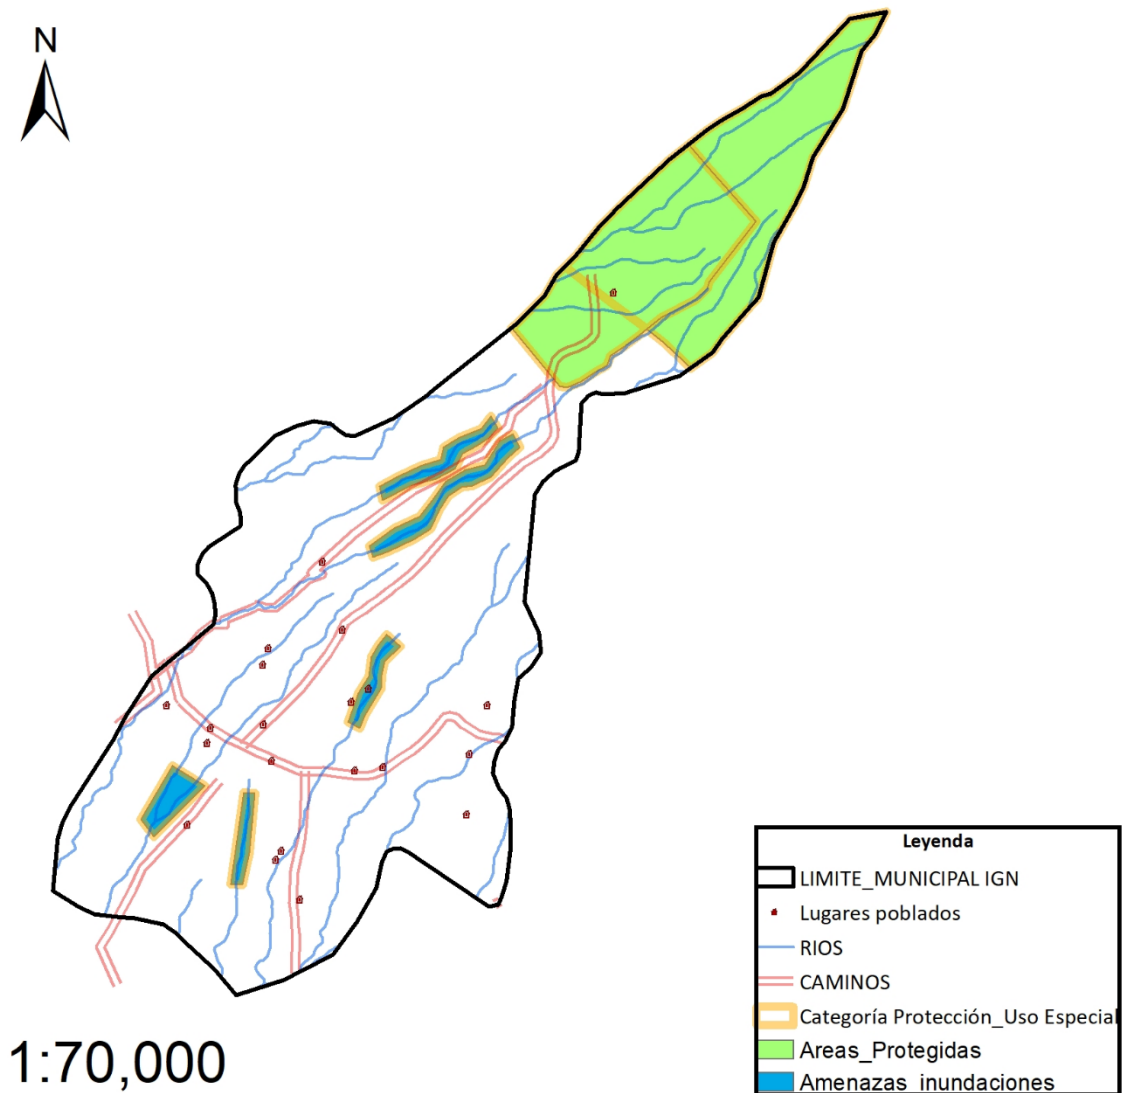 N
1:70,000
Leyenda
LIMITE_MUNICIPAL IGN
Lugares poblados
RIOS
CAMINOS
Categoría Protección_Uso Especial
Areas_Protegidas
Amenazas_inundaciones